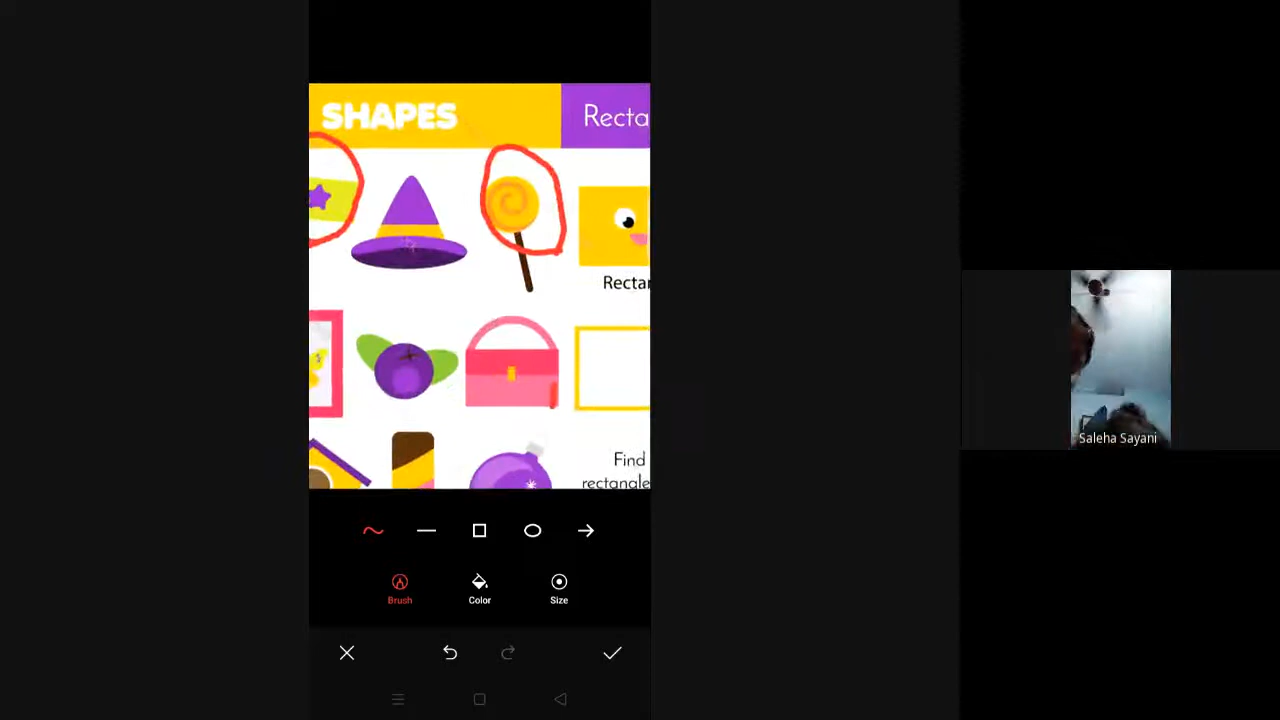 SHAPES
Recta
Rectar
Find
rectangle
Brush
Color
Size
Saleha Sayani